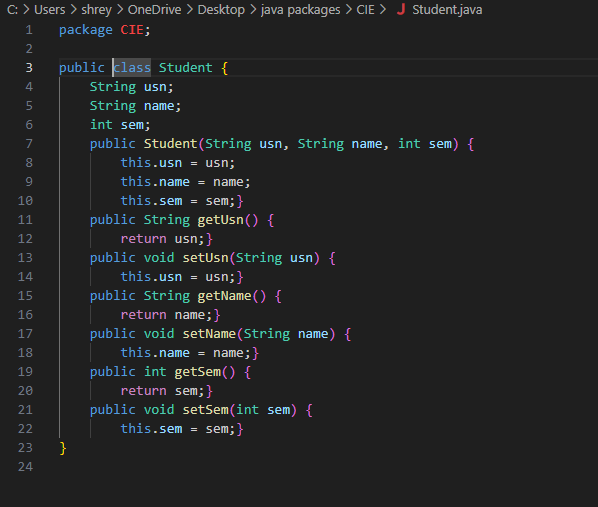 C: > Users > shrey > OneDrive > Desktop > java packages > CIE > J Student.java
1 package CIE;
2
3 public class Student {
4     String usn;
5     String name;
6     int sem;
7     public Student(String usn, String name, int sem) {
8         this.usn = usn;
9         this.name = name;
10         this.sem = sem;}
11     public String getUsn() {
12         return usn;}
13     public void setUsn(String usn) {
14         this.usn = usn;}
15     public String getName() {
16         return name;}
17     public void setName(String name) {
18         this.name = name;}
19     public int getSem() {
20         return sem;}
21     public void setSem(int sem) {
22         this.sem = sem;}
23 }
24